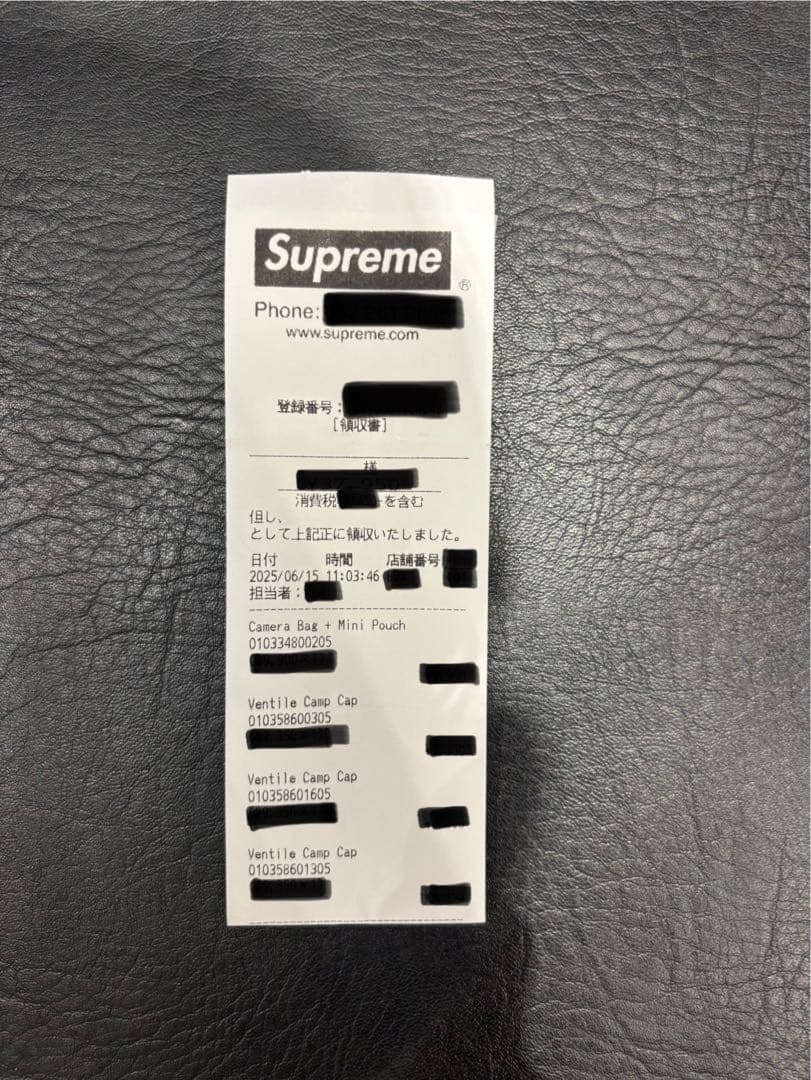 Supreme
®
Phone:
www.supreme.com
登録番号:
[領収書]
様
消費税 を含む
但し、
として上記正に領収いたしました。
日付 時間 店舗番号
2025/06/15 11:03:46
担当者:
Camera Bag + Mini Pouch
010334800205
Ventile Camp Cap
010358600305
Ventile Camp Cap
010358601605
Ventile Camp Cap
010358601305